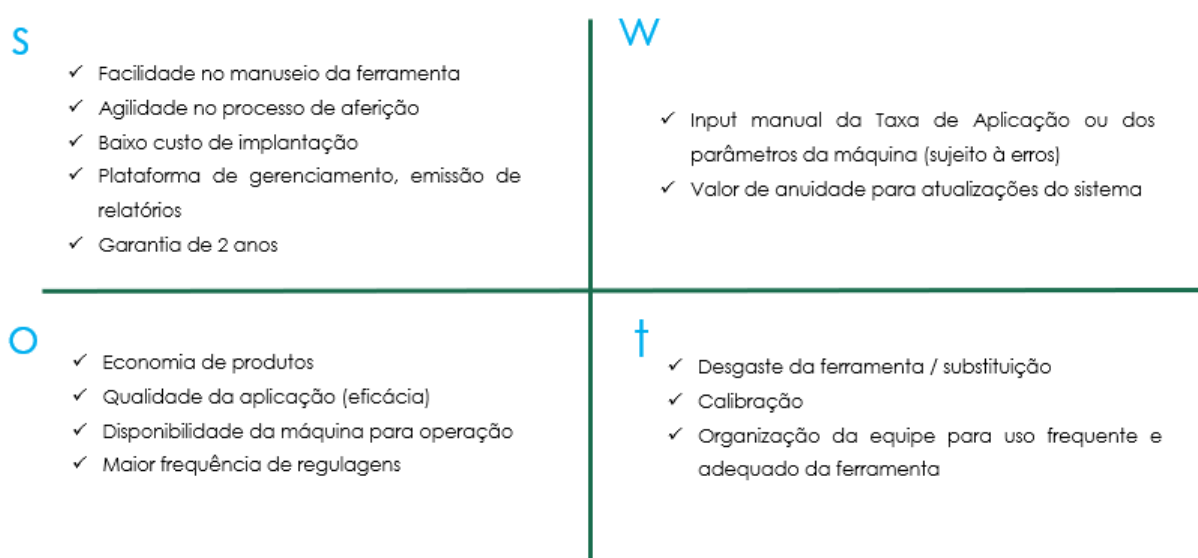 s
✓ Facilidade no manuseio da ferramenta
✓ Agilidade no processo de aferição
✓ Baixo custo de implantação
✓ Plataforma de gerenciamento, emissão de
relatórios
✓ Garantia de 2 anos
w
✓ Input manual da Taxa de Aplicação ou dos
parâmetros da máquina (sujeito à erros)
✓ Valor de anuidade para atualizações do sistema
o
✓ Economia de produtos
✓ Qualidade da aplicação (eficácia)
✓ Disponibilidade da máquina para operação
✓ Maior frequência de regulagens
t
✓ Desgaste da ferramenta / substituição
✓ Calibração
✓ Organização da equipe para uso frequente e
adequado da ferramenta